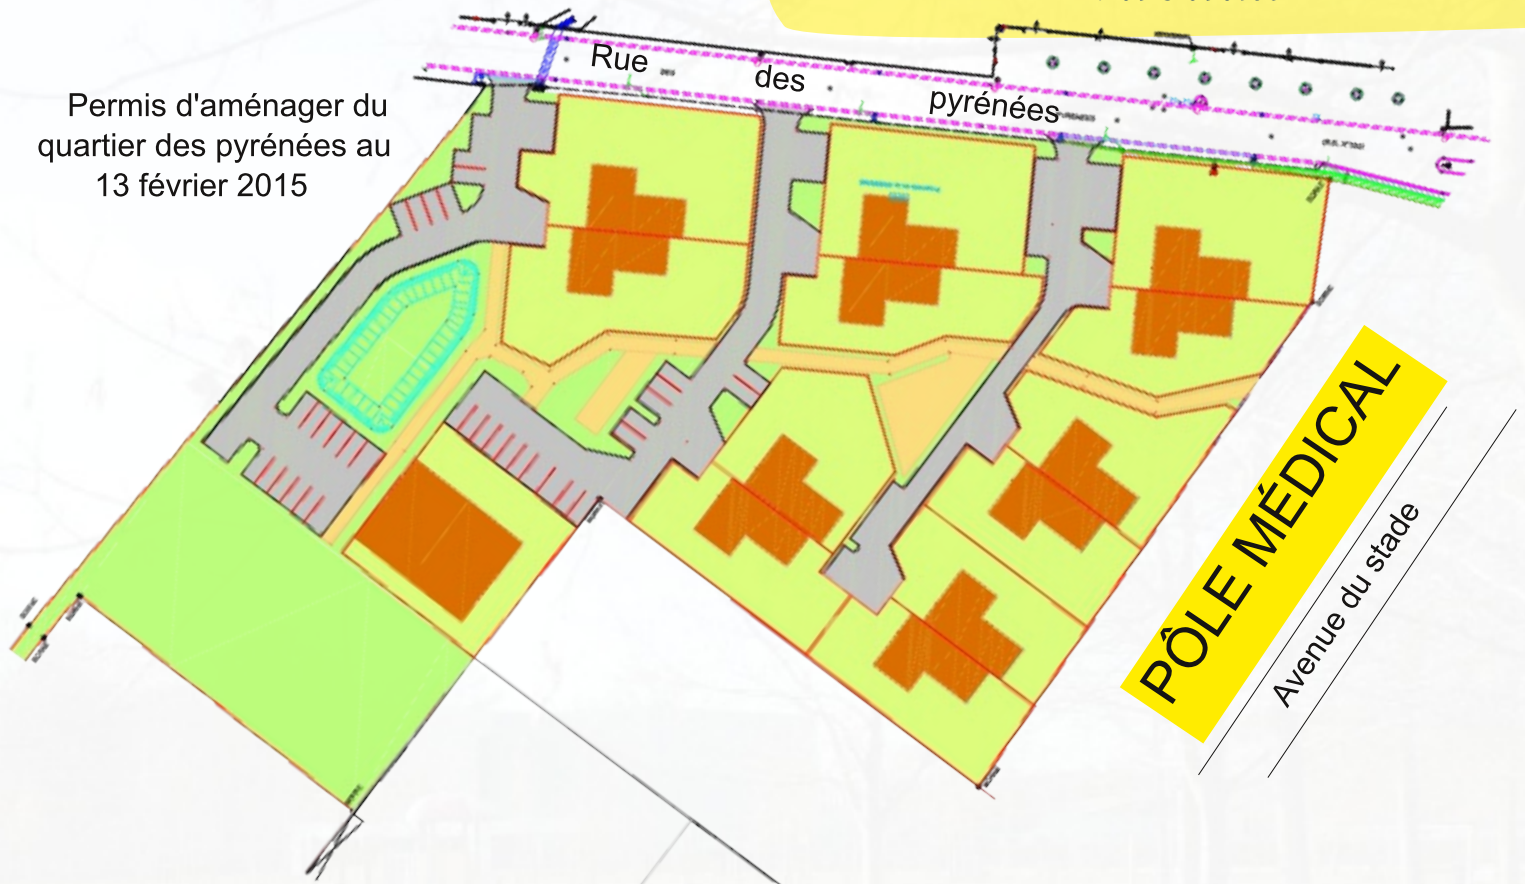 Rue des pyrénées
Permis d'aménager du
quartier des pyrénées au
13 février 2015
PÔLE MÉDICAL
Avenue du stade